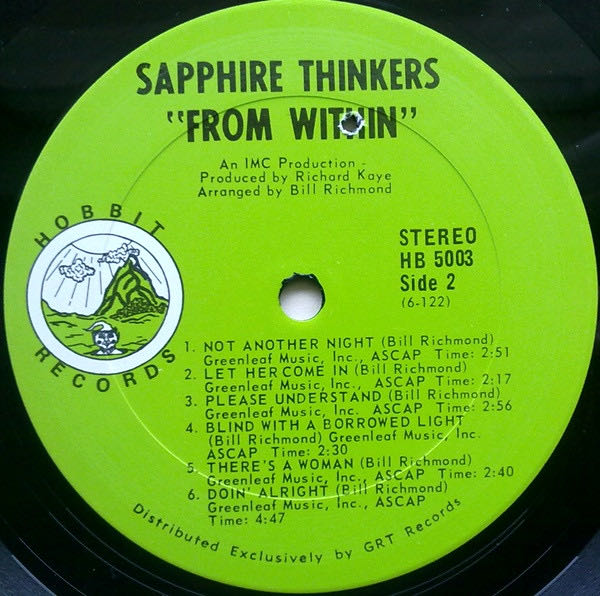 SAPPHIRE THINKERS
"FROM WITHIN"
An IMC Production -
Produced by Richard Kaye
Arranged by Bill Richmond
HOBBIT
RECORDS
STEREO
HB 5003
Side 2
(6-122)
1. NOT ANOTHER NIGHT (Bill Richmond)
Greenleaf Music, Inc., ASCAP Time: 2:51
2. LET HER COME IN (Bill Richmond)
Greenleaf Music, Inc., ASCAP Time: 2:17
3. PLEASE UNDERSTAND (Bill Richmond)
Greenleaf Music, Inc. ASCAP Time: 2:56
4. BLIND WITH A BORROWED LIGHT
(Bill Richmond) Greenleaf Music, Inc.
ASCAP Time: 2:30
5. THERE'S A WOMAN (Bill Richmond)
Greenleaf Music, Inc., ASCAP Time: 2:40
6. DOIN' ALRIGHT (Bill Richmond)
Greenleaf Music, Inc., ASCAP
Time: 4:47
Distributed Exclusively by GRT Records